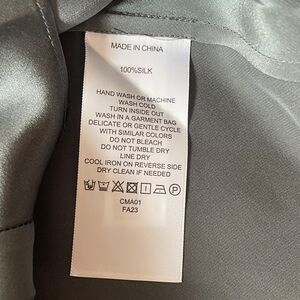 MADE IN CHINA
100%SILK
HAND WASH OR MACHINE
WASH COLD
TURN INSIDE OUT
WASH IN A GARMENT BAG
DELICATE OR GENTLE CYCLE
WITH SIMILAR COLORS
DO NOT BLEACH
DO NOT TUMBLE DRY
LINE DRY
COOL IRON ON REVERSE SIDE
DRY CLEAN IF NEEDED
P
CMA01
FA23